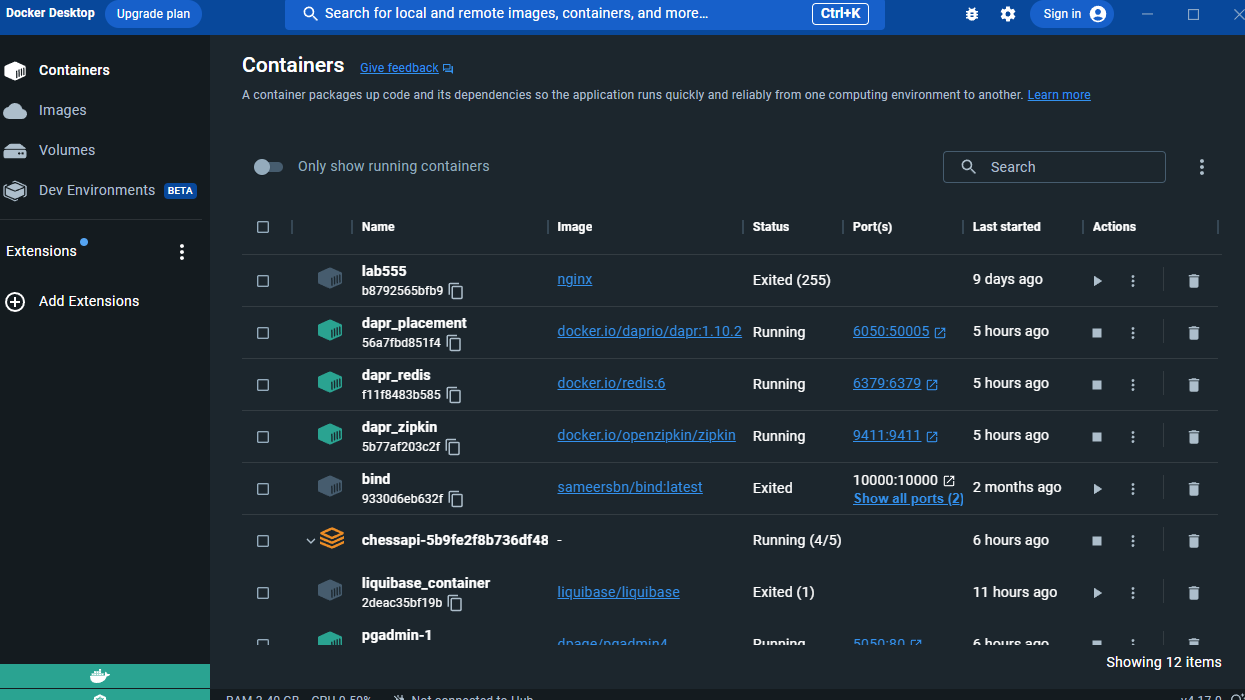 Docker Desktop Upgrade plan Search for local and remote images, containers, and more... Ctrl+K Sign in
Containers
Images
Volumes
Dev Environments BETA
Extensions
Add Extensions
Containers Give feedback
A container packages up code and its dependencies so the application runs quickly and reliably from one computing environment to another. Learn more
Only show running containers Search
Name Image Status Port(s) Last started Actions
lab555
b8792565bfb9 nginx Exited (255) 9 days ago
dapr_placement
56a7fbd851f4 docker.io/daprio/dapr:1.10.2 Running 6050:50005 5 hours ago
dapr_redis
f11f8483b585 docker.io/redis:6 Running 6379:6379 5 hours ago
dapr_zipkin
5b77af203c2f docker.io/openzipkin/zipkin Running 9411:9411 5 hours ago
bind
9330d6eb632f sameersbn/bind:latest Exited 10000:10000 2 months ago
Show all ports (2)
chessapi-5b9fe2f8b736df48 - Running (4/5) 6 hours ago
liquibase_container
2deac35bf19b liquibase/liquibase Exited (1) 11 hours ago
pgadmin-1
dpage/pgadmin4 Running 5050:80 6 hours ago
Showing 12 items
RAM 2.40 GB CPU 0.50% Not connected to Hub v4.17.0